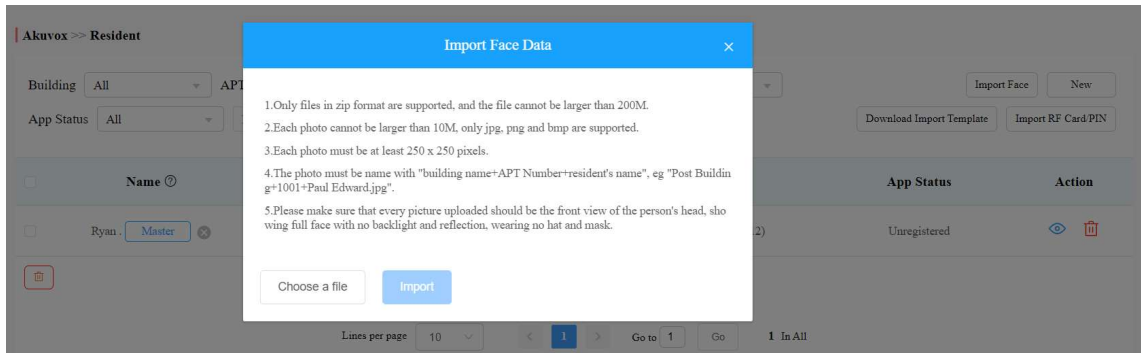 Akuvox >> Resident
Import Face Data
Building All APT
Import Face New
App Status All
Download Import Template Import RF Card/PIN
1.Only files in zip format are supported, and the file cannot be larger than 200M.
2.Each photo cannot be larger than 10M, only jpg, png and bmp are supported.
3.Each photo must be at least 250 x 250 pixels.
4.The photo must be name with "building name+APT Number+resident's name", eg "Post Buildin
g+1001+Paul Edward.jpg".
5.Please make sure that every picture uploaded should be the front view of the person's head, sho
wing full face with no backlight and reflection, wearing no hat and mask.
Name App Status Action
Ryan . Master 2) Unregistered
Choose a file Import
Lines per page 10 < 1 > Go to 1 Go 1 In All